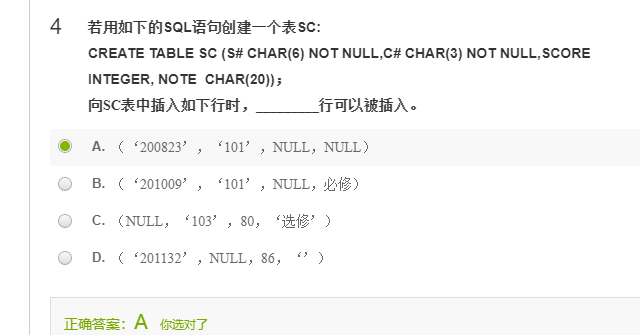 4 若用如下的SQL语句创建一个表SC:
CREATE TABLE SC (S# CHAR(6) NOT NULL,C# CHAR(3) NOT NULL,SCORE
INTEGER, NOTE CHAR(20));
向SC表中插入如下行时，________行可以被插入。
A. （‘200823’，‘101’,NULL，NULL）
B. （‘201009’，‘101’,NULL，必修）
C. （NULL，‘103’,80，‘选修’）
D. （‘201132’,NULL，86，‘’）
正确答案：A 你选对了